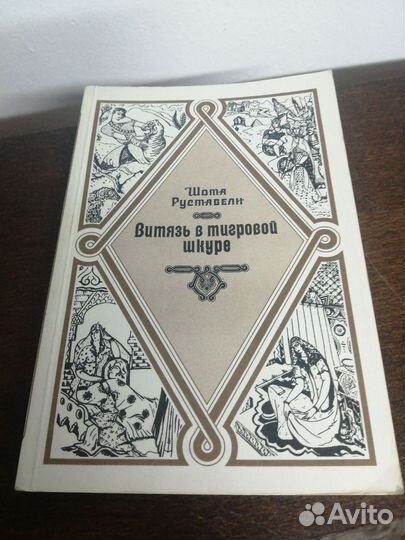 Шота
Руставели
Витязь в тигровой
шкуре
Avito